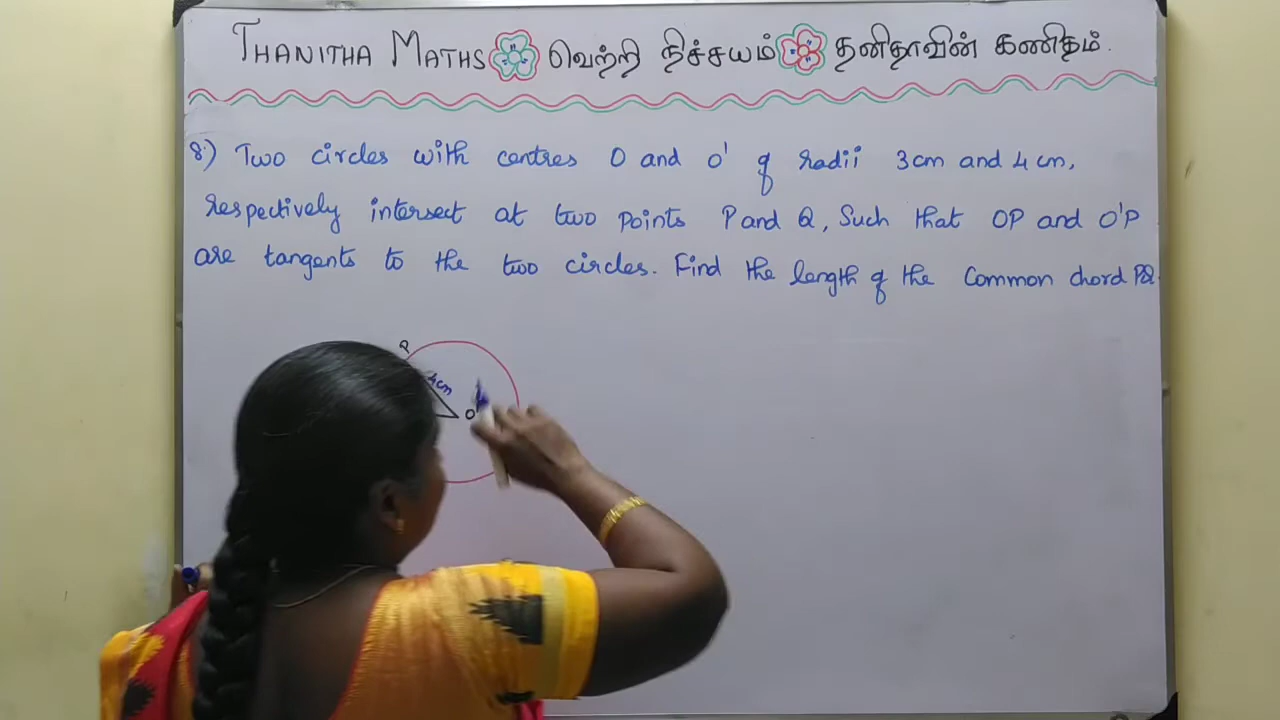 THANITHA MATHS வெற்றி நிச்சயம் தனிதாவின் கணிதம்.
8.) Two circles with centres O and O' of radii 3cm and 4cm,
respectively intersect at two points P and Q, Such that OP and O'P
are tangents to the two circles. Find the length of the Common chord PQ.
P
4cm
O'